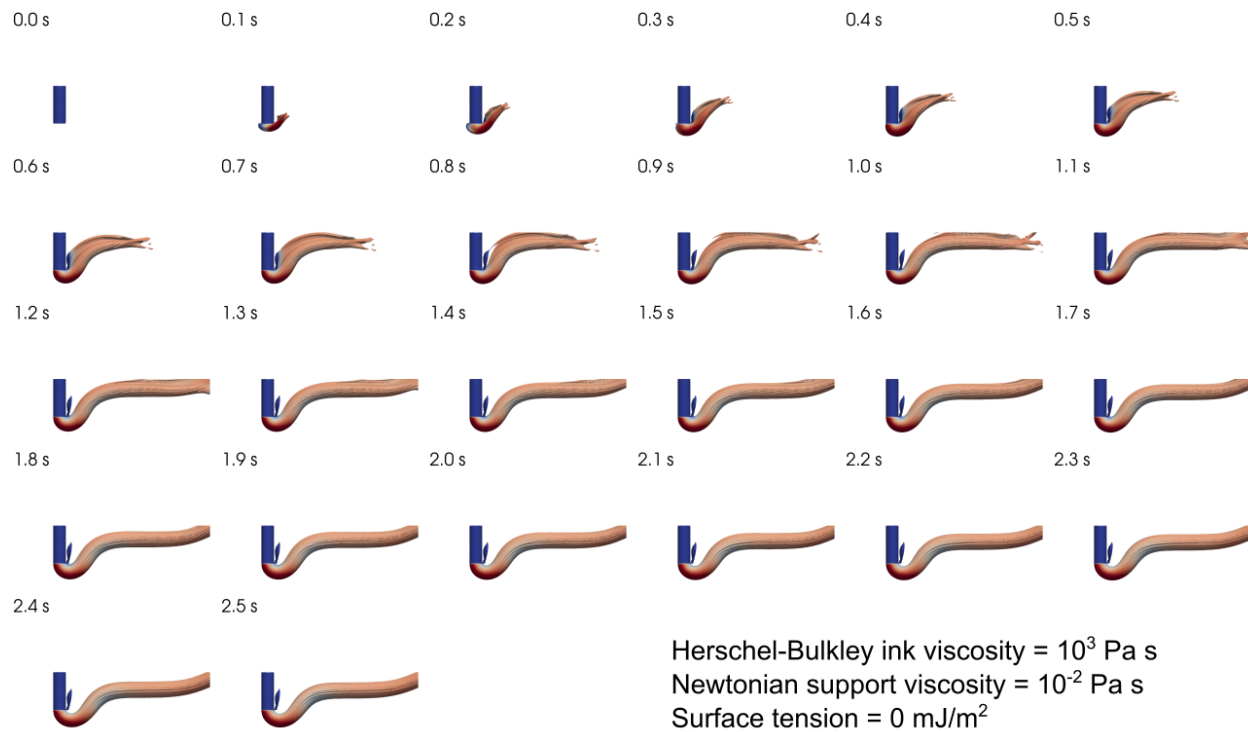 0.0 s 0.1 s 0.2 s 0.3 s 0.4 s 0.5 s
0.6 s 0.7 s 0.8 s 0.9 s 1.0 s 1.1 s
1.2 s 1.3 s 1.4 s 1.5 s 1.6 s 1.7 s
1.8 s 1.9 s 2.0 s 2.1 s 2.2 s 2.3 s
2.4 s 2.5 s
Herschel-Bulkley ink viscosity = 10³ Pa s
Newtonian support viscosity = 10⁻² Pa s
Surface tension = 0 mJ/m²